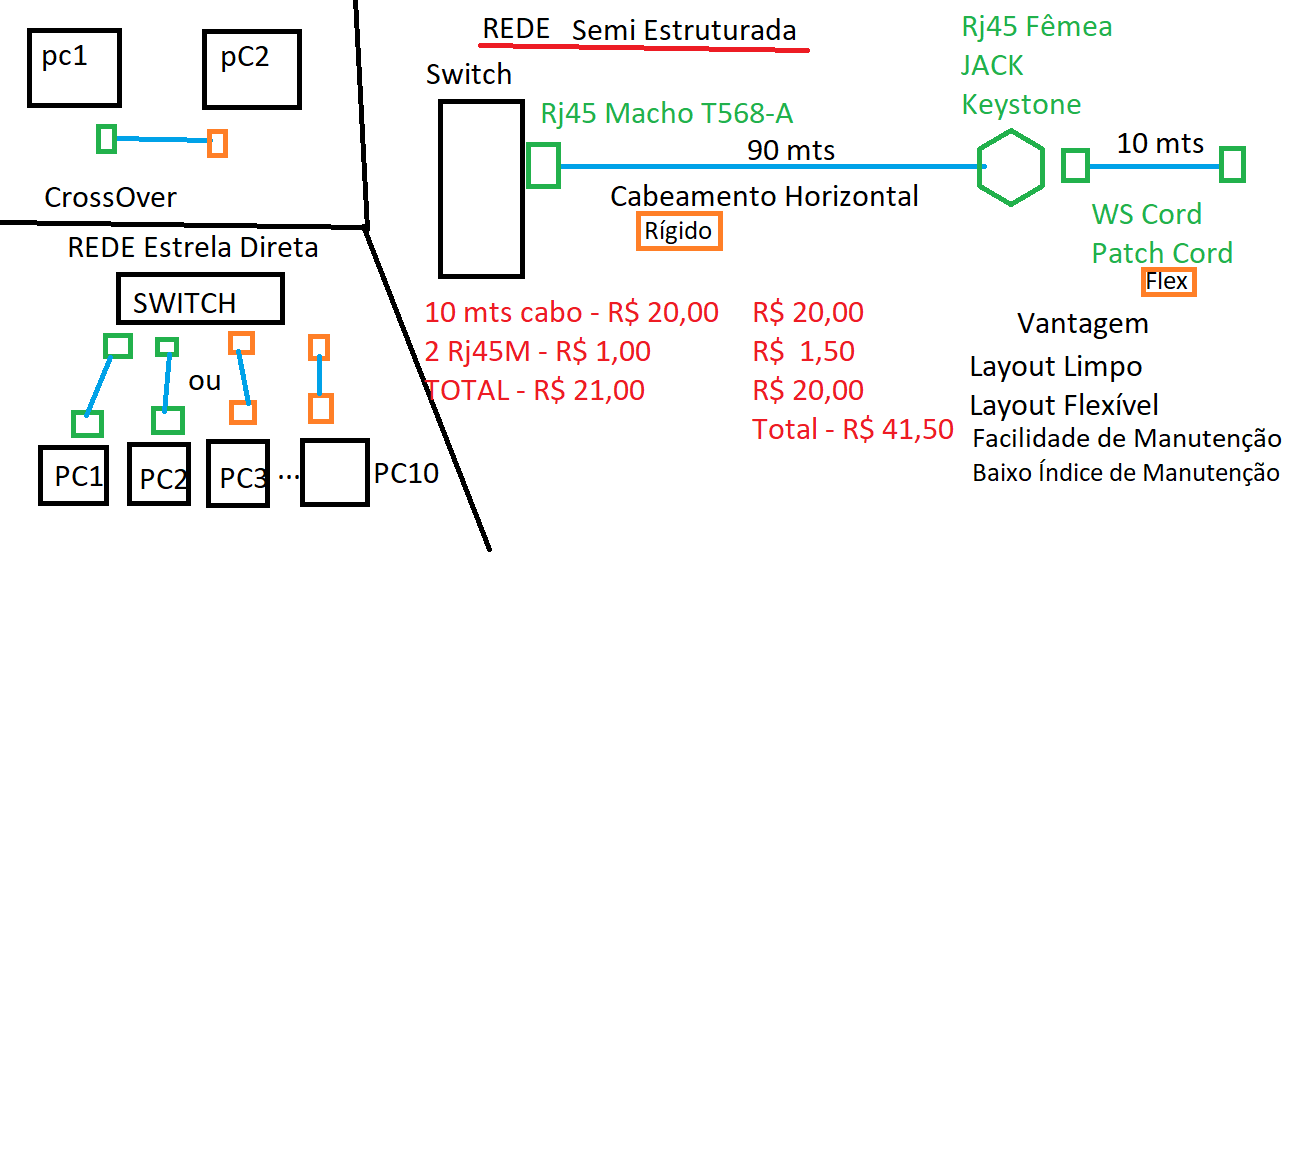 pc1
pC2
CrossOver
REDE Estrela Direta
SWITCH
ou
PC1
PC2
PC3
...
PC10
REDE Semi Estruturada
Switch
Rj45 Macho T568-A
90 mts
Cabeamento Horizontal
Rígido
Rj45 Fêmea
JACK
Keystone
10 mts
WS Cord
Patch Cord
Flex
10 mts cabo - R$ 20,00
2 Rj45M - R$ 1,00
TOTAL - R$ 21,00
R$ 20,00
R$ 1,50
R$ 20,00
Total - R$ 41,50
Vantagem
Layout Limpo
Layout Flexível
Facilidade de Manutenção
Baixo Índice de Manutenção